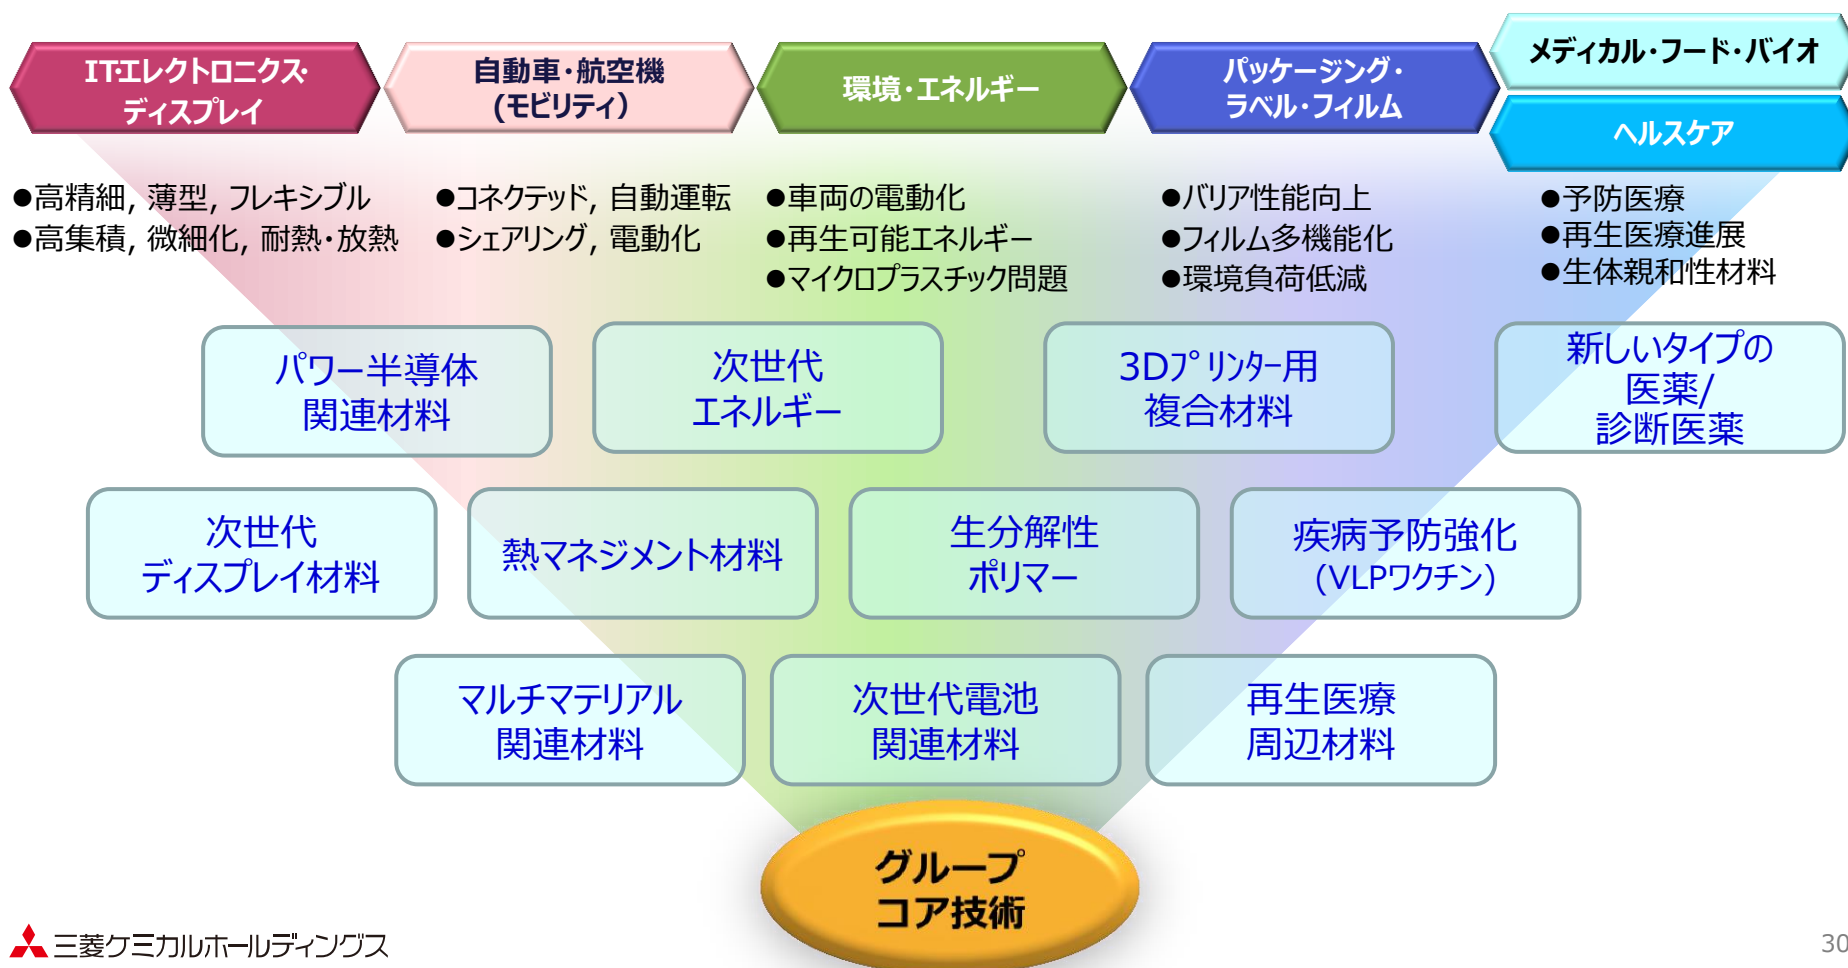 IT・エレクトロニクス・
ディスプレイ
自動車・航空機
(モビリティ）
環境・エネルギー
パッケージング・
ラベル・フィルム
メディカル・フード・バイオ
ヘルスケア
●高精細, 薄型, フレキシブル
●高集積, 微細化, 耐熱・放熱
●コネクテッド, 自動運転
●シェアリング, 電動化
●車両の電動化
●再生可能エネルギー
●マイクロプラスチック問題
●バリア性能向上
●フィルム多機能化
●環境負荷低減
●予防医療
●再生医療進展
●生体親和性材料
パワー半導体
関連材料
次世代
エネルギー
3Dプリンター用
複合材料
新しいタイプの
医薬/
診断医薬
次世代
ディスプレイ材料
熱マネジメント材料
生分解性
ポリマー
疾病予防強化
(VLPワクチン)
マルチマテリアル
関連材料
次世代電池
関連材料
再生医療
周辺材料
グループ
コア技術
三菱ケミカルホールディングス
30